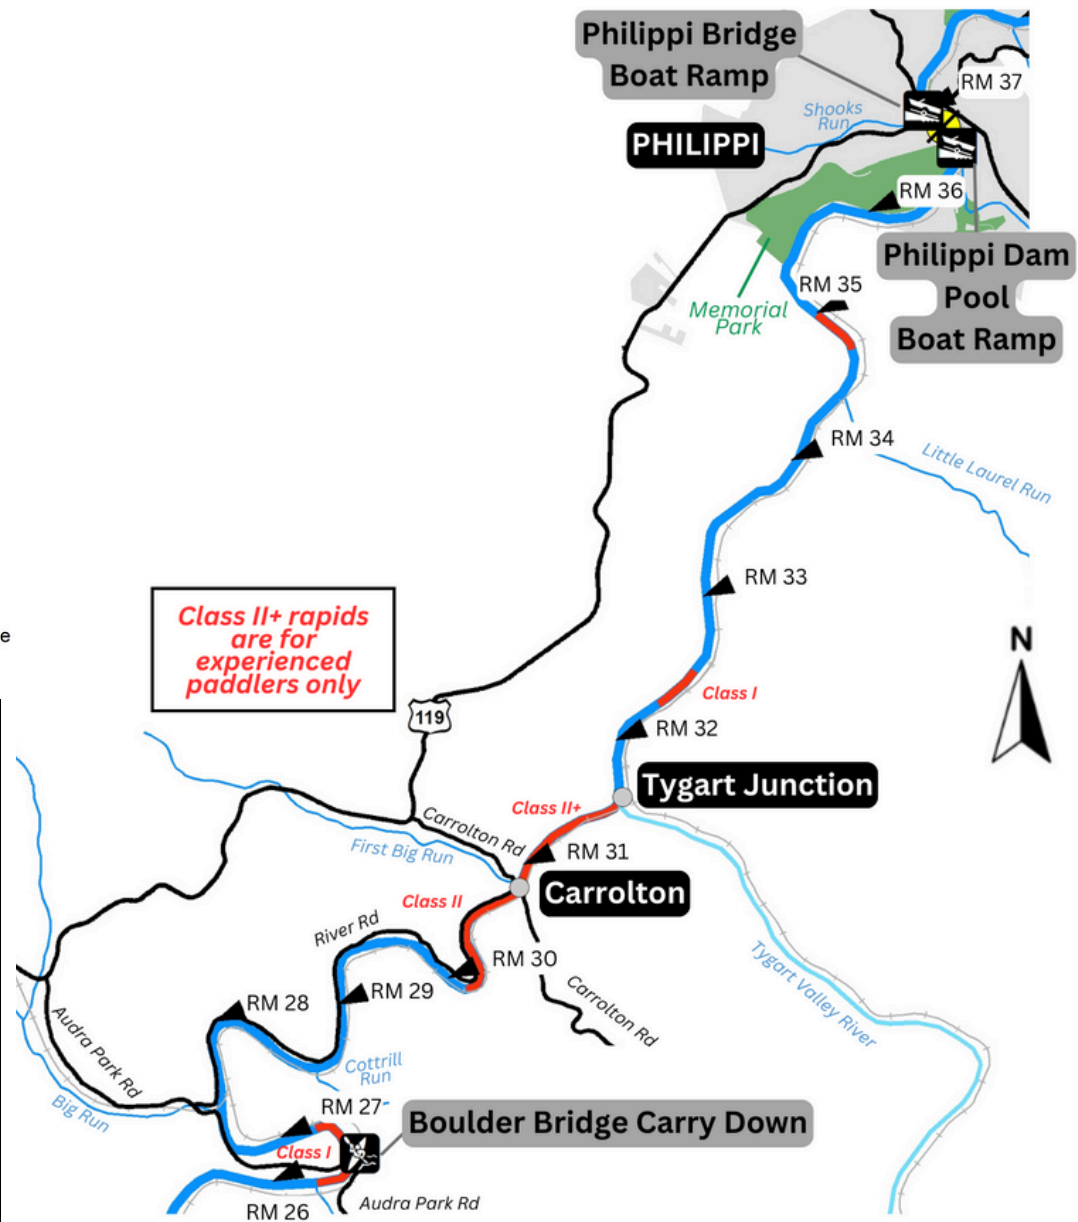 Philippi Bridge
Boat Ramp
RM 37
Shooks
Run
PHILIPPI
RM 36
Philippi Dam
Pool
Boat Ramp
RM 35
Memorial
Park
RM 34
Little Laurel Run
RM 33
Class II+ rapids
are for
experienced
paddlers only
e
N
Class I
119
RM 32
Tygart Junction
Class II+
Carrolton Rd
First Big Run
RM 31
Carrolton
Class II
River Rd
RM 30
RM 29
RM 28
Carrolton Rd
Tygart Valley River
Audra Park Rd
Cottrill
Run
Big Run
RM 27
Boulder Bridge Carry Down
Class I
RM 26
Audra Park Rd